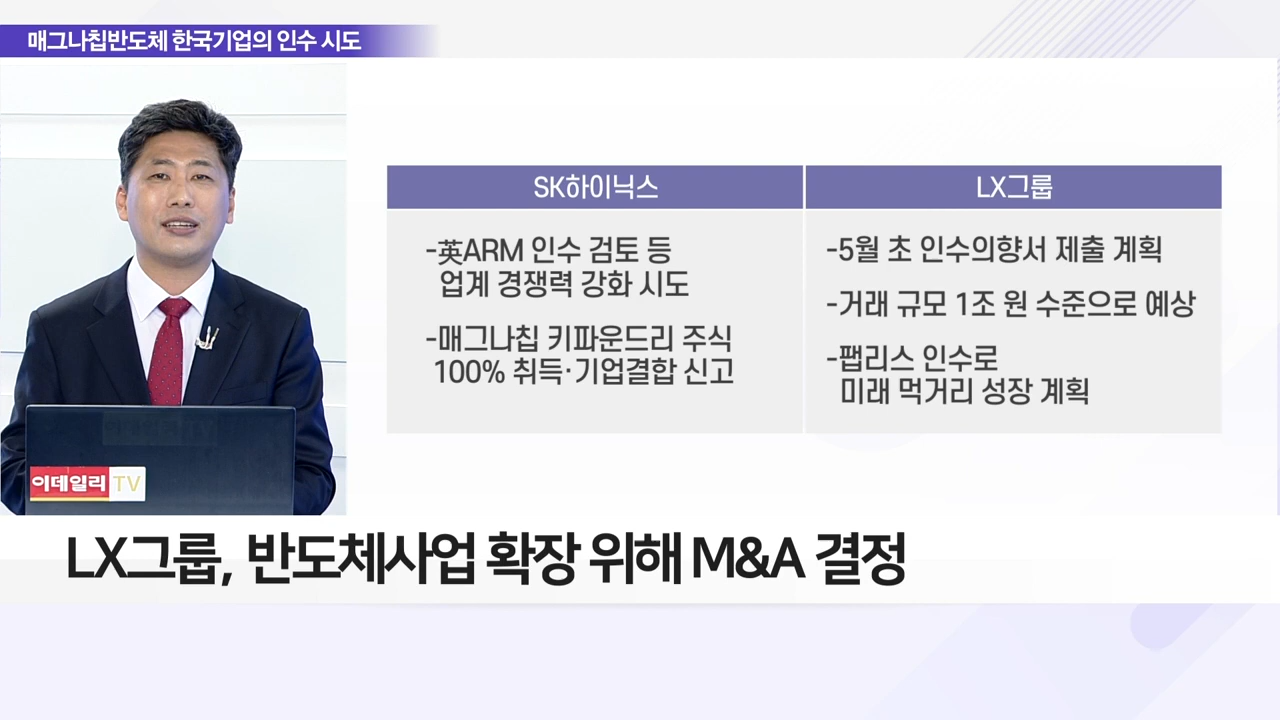 매그나칩반도체 한국기업의 인수 시도
SK하이닉스
-英ARM 인수 검토 등
업계 경쟁력 강화 시도
-매그나칩 키파운드리 주식
100% 취득·기업결합 신고
LX그룹
-5월 초 인수의향서 제출 계획
-거래 규모 1조 원 수준으로 예상
-팹리스 인수로
미래 먹거리 성장 계획
이데일리TV
LX그룹, 반도체사업 확장 위해 M&A 결정